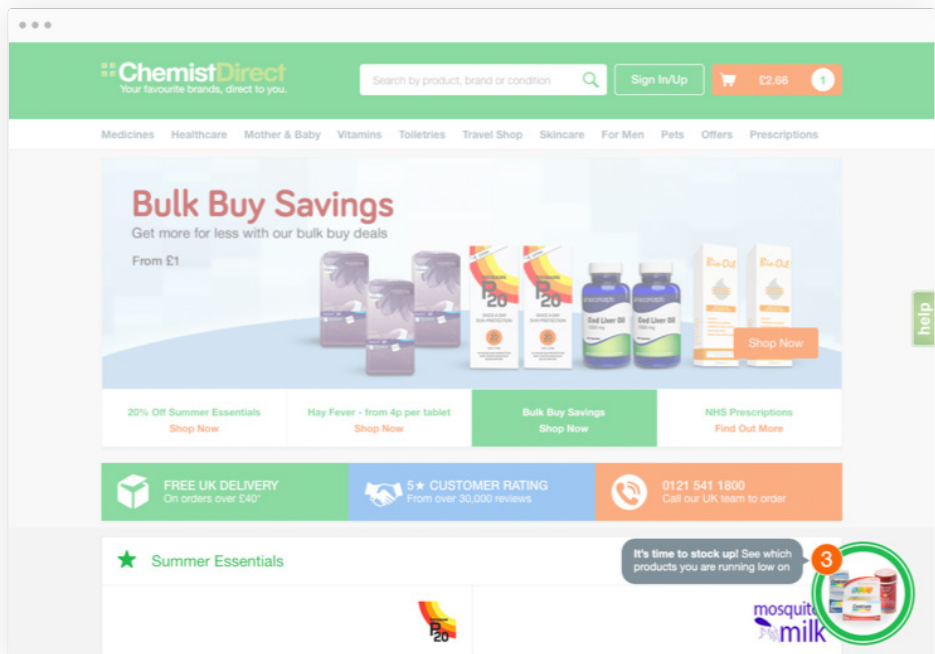 ChemistDirect
Your favourite brands, direct to you.
Search by product, brand or condition
Sign In/Up
£2.66
1
Medicines Healthcare Mother & Baby Vitamins Toiletries Travel Shop Skincare For Men Pets Offers Prescriptions
Bulk Buy Savings
Get more for less with our bulk buy deals
From £1
P20
P20
Cod Liver Oil
Cod Liver Oil
Bio-Oil
Bio-Oil
Shop Now
help
20% Off Summer Essentials
Shop Now
Hay Fever - from 4p per tablet
Shop Now
Bulk Buy Savings
Shop Now
NHS Prescriptions
Find Out More
FREE UK DELIVERY
On orders over £40*
5★ CUSTOMER RATING
From over 30,000 reviews
0121 541 1800
Call our UK team to order
Summer Essentials
It's time to stock up! See which
products you are running low on
3
P20
mosquito
milk